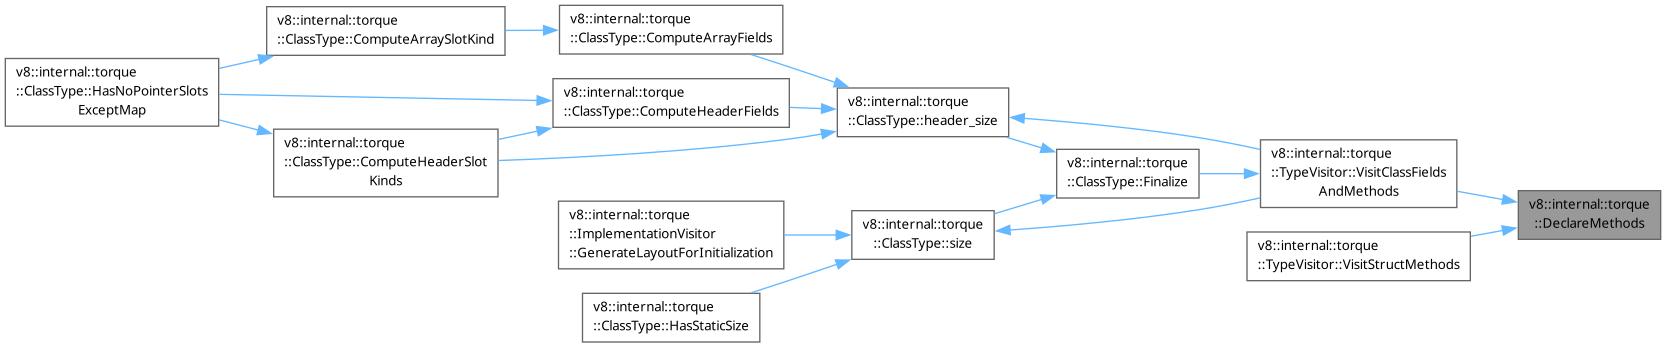 v8::internal::torque
::ClassType::HasNoPointerSlots
ExceptMap
v8::internal::torque
::ClassType::ComputeArraySlotKind
v8::internal::torque
::ClassType::ComputeHeaderSlot
Kinds
v8::internal::torque
::ClassType::ComputeArrayFields
v8::internal::torque
::ClassType::ComputeHeaderFields
v8::internal::torque
::ImplementationVisitor
::GenerateLayoutForInitialization
v8::internal::torque
::ClassType::HasStaticSize
v8::internal::torque
::ClassType::header_size
v8::internal::torque
::ClassType::size
v8::internal::torque
::ClassType::Finalize
v8::internal::torque
::TypeVisitor::VisitClassFields
AndMethods
v8::internal::torque
::TypeVisitor::VisitStructMethods
v8::internal::torque
::DeclareMethods